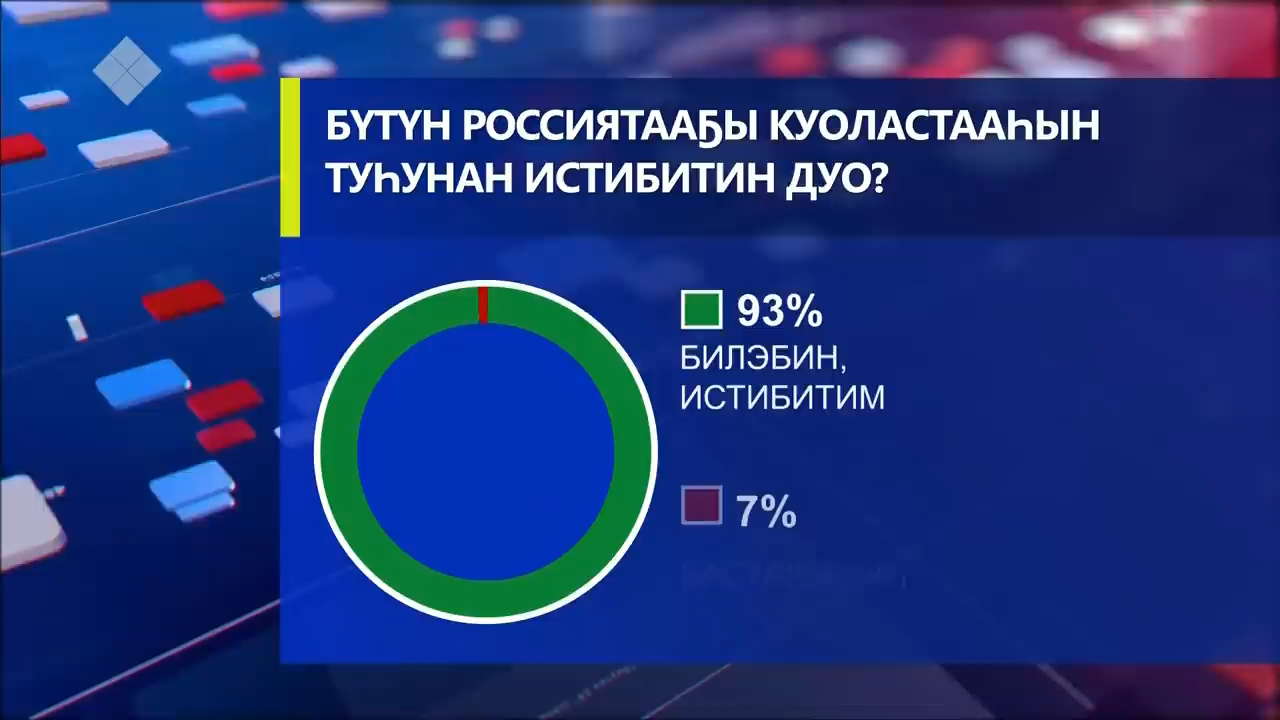 БҮТҮН РОССИЯТААҔЫ КУОЛАСТААҺЫН
ТУҺУНАН ИСТИБИТИН ДУО?
93%
БИЛЭБИН,
ИСТИБИТИМ
7%